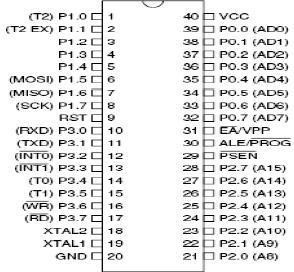 (T2) P1.0 1 40 VCC
(T2 EX) P1.1 2 39 P0.0 (AD0)
P1.2 3 38 P0.1 (AD1)
P1.3 4 37 P0.2 (AD2)
P1.4 5 36 P0.3 (AD3)
(MOSI) P1.5 6 35 P0.4 (AD4)
(MISO) P1.6 7 34 P0.5 (AD5)
(SCK) P1.7 8 33 P0.6 (AD6)
RST 9 32 P0.7 (AD7)
(RXD) P3.0 10 31 E̅A̅/VPP
(TXD) P3.1 11 30 ALE/P̅R̅O̅G̅
(I̅N̅T̅0̅) P3.2 12 29 P̅S̅E̅N̅
(I̅N̅T̅1̅) P3.3 13 28 P2.7 (A15)
(T0) P3.4 14 27 P2.6 (A14)
(T1) P3.5 15 26 P2.5 (A13)
(W̅R̅) P3.6 16 25 P2.4 (A12)
(R̅D̅) P3.7 17 24 P2.3 (A11)
XTAL2 18 23 P2.2 (A10)
XTAL1 19 22 P2.1 (A9)
GND 20 21 P2.0 (A8)